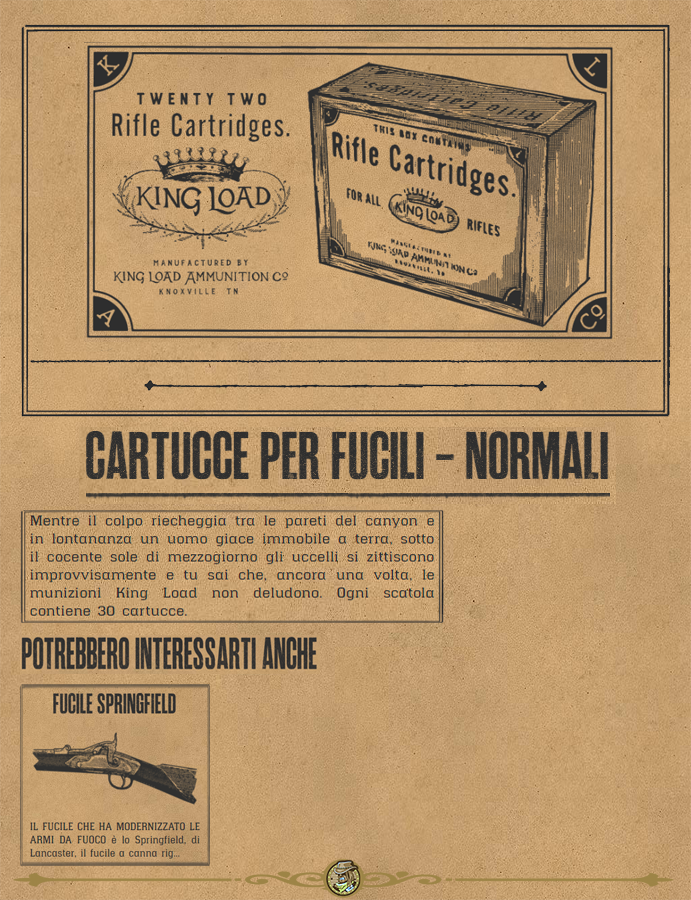 K
L
TWENTY TWO
Rifle Cartridges.
KING LOAD
MANUFACTURED BY
KING LOAD AMMUNITION Cº
KNOXVILLE TN
A
Cº
Rifle Cartridges.
THIS BOX CONTAINS
Rifle Cartridges.
FOR ALL KING LOAD RIFLES
MANUFACTURED BY
KING LOAD AMMUNITION Cº
KNOXVILLE, TN
CARTUCCE PER FUCILI - NORMALI
Mentre il colpo riecheggia tra le pareti del canyon e
in lontananza un uomo giace immobile a terra, sotto
il cocente sole di mezzogiorno gli uccelli si zittiscono
improvvisamente e tu sai che, ancora una volta, le
munizioni King Load non deludono. Ogni scatola
contiene 30 cartucce.
POTREBBERO INTERESSARTI ANCHE
FUCILE SPRINGFIELD
IL FUCILE CHE HA MODERNIZZATO LE
ARMI DA FUOCO è lo Springfield, di
Lancaster, il fucile a canna rig...